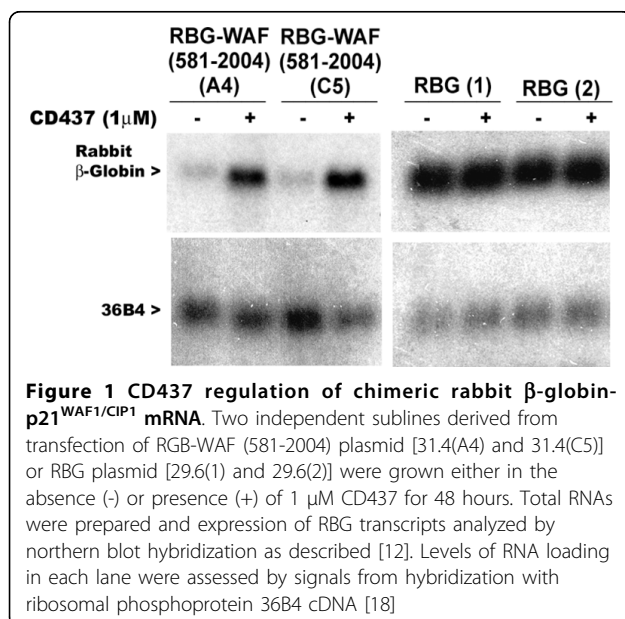 RBG-WAF RBG-WAF
(581-2004) (581-2004)
(A4) (C5) RBG (1) RBG (2)
CD437 (1μM) - + - + - + - +
Rabbit
β-Globin >
36B4 >
Figure 1 CD437 regulation of chimeric rabbit β-globin-
p21WAF1/CIP1 mRNA. Two independent sublines derived from
transfection of RGB-WAF (581-2004) plasmid [31.4(A4) and 31.4(C5)]
or RBG plasmid [29.6(1) and 29.6(2)] were grown either in the
absence (-) or presence (+) of 1 μM CD437 for 48 hours. Total RNAs
were prepared and expression of RBG transcripts analyzed by
northern blot hybridization as described [12]. Levels of RNA loading
in each lane were assessed by signals from hybridization with
ribosomal phosphoprotein 36B4 cDNA [18]